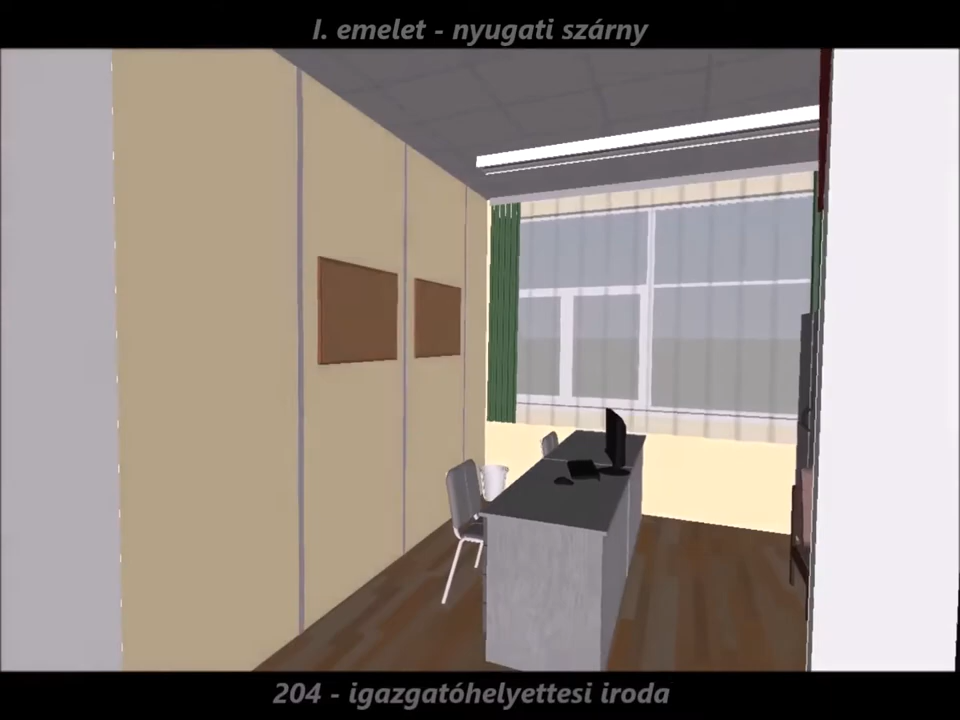 I. emelet - nyugati szárny
204 - igazgatóhelyettesi iroda